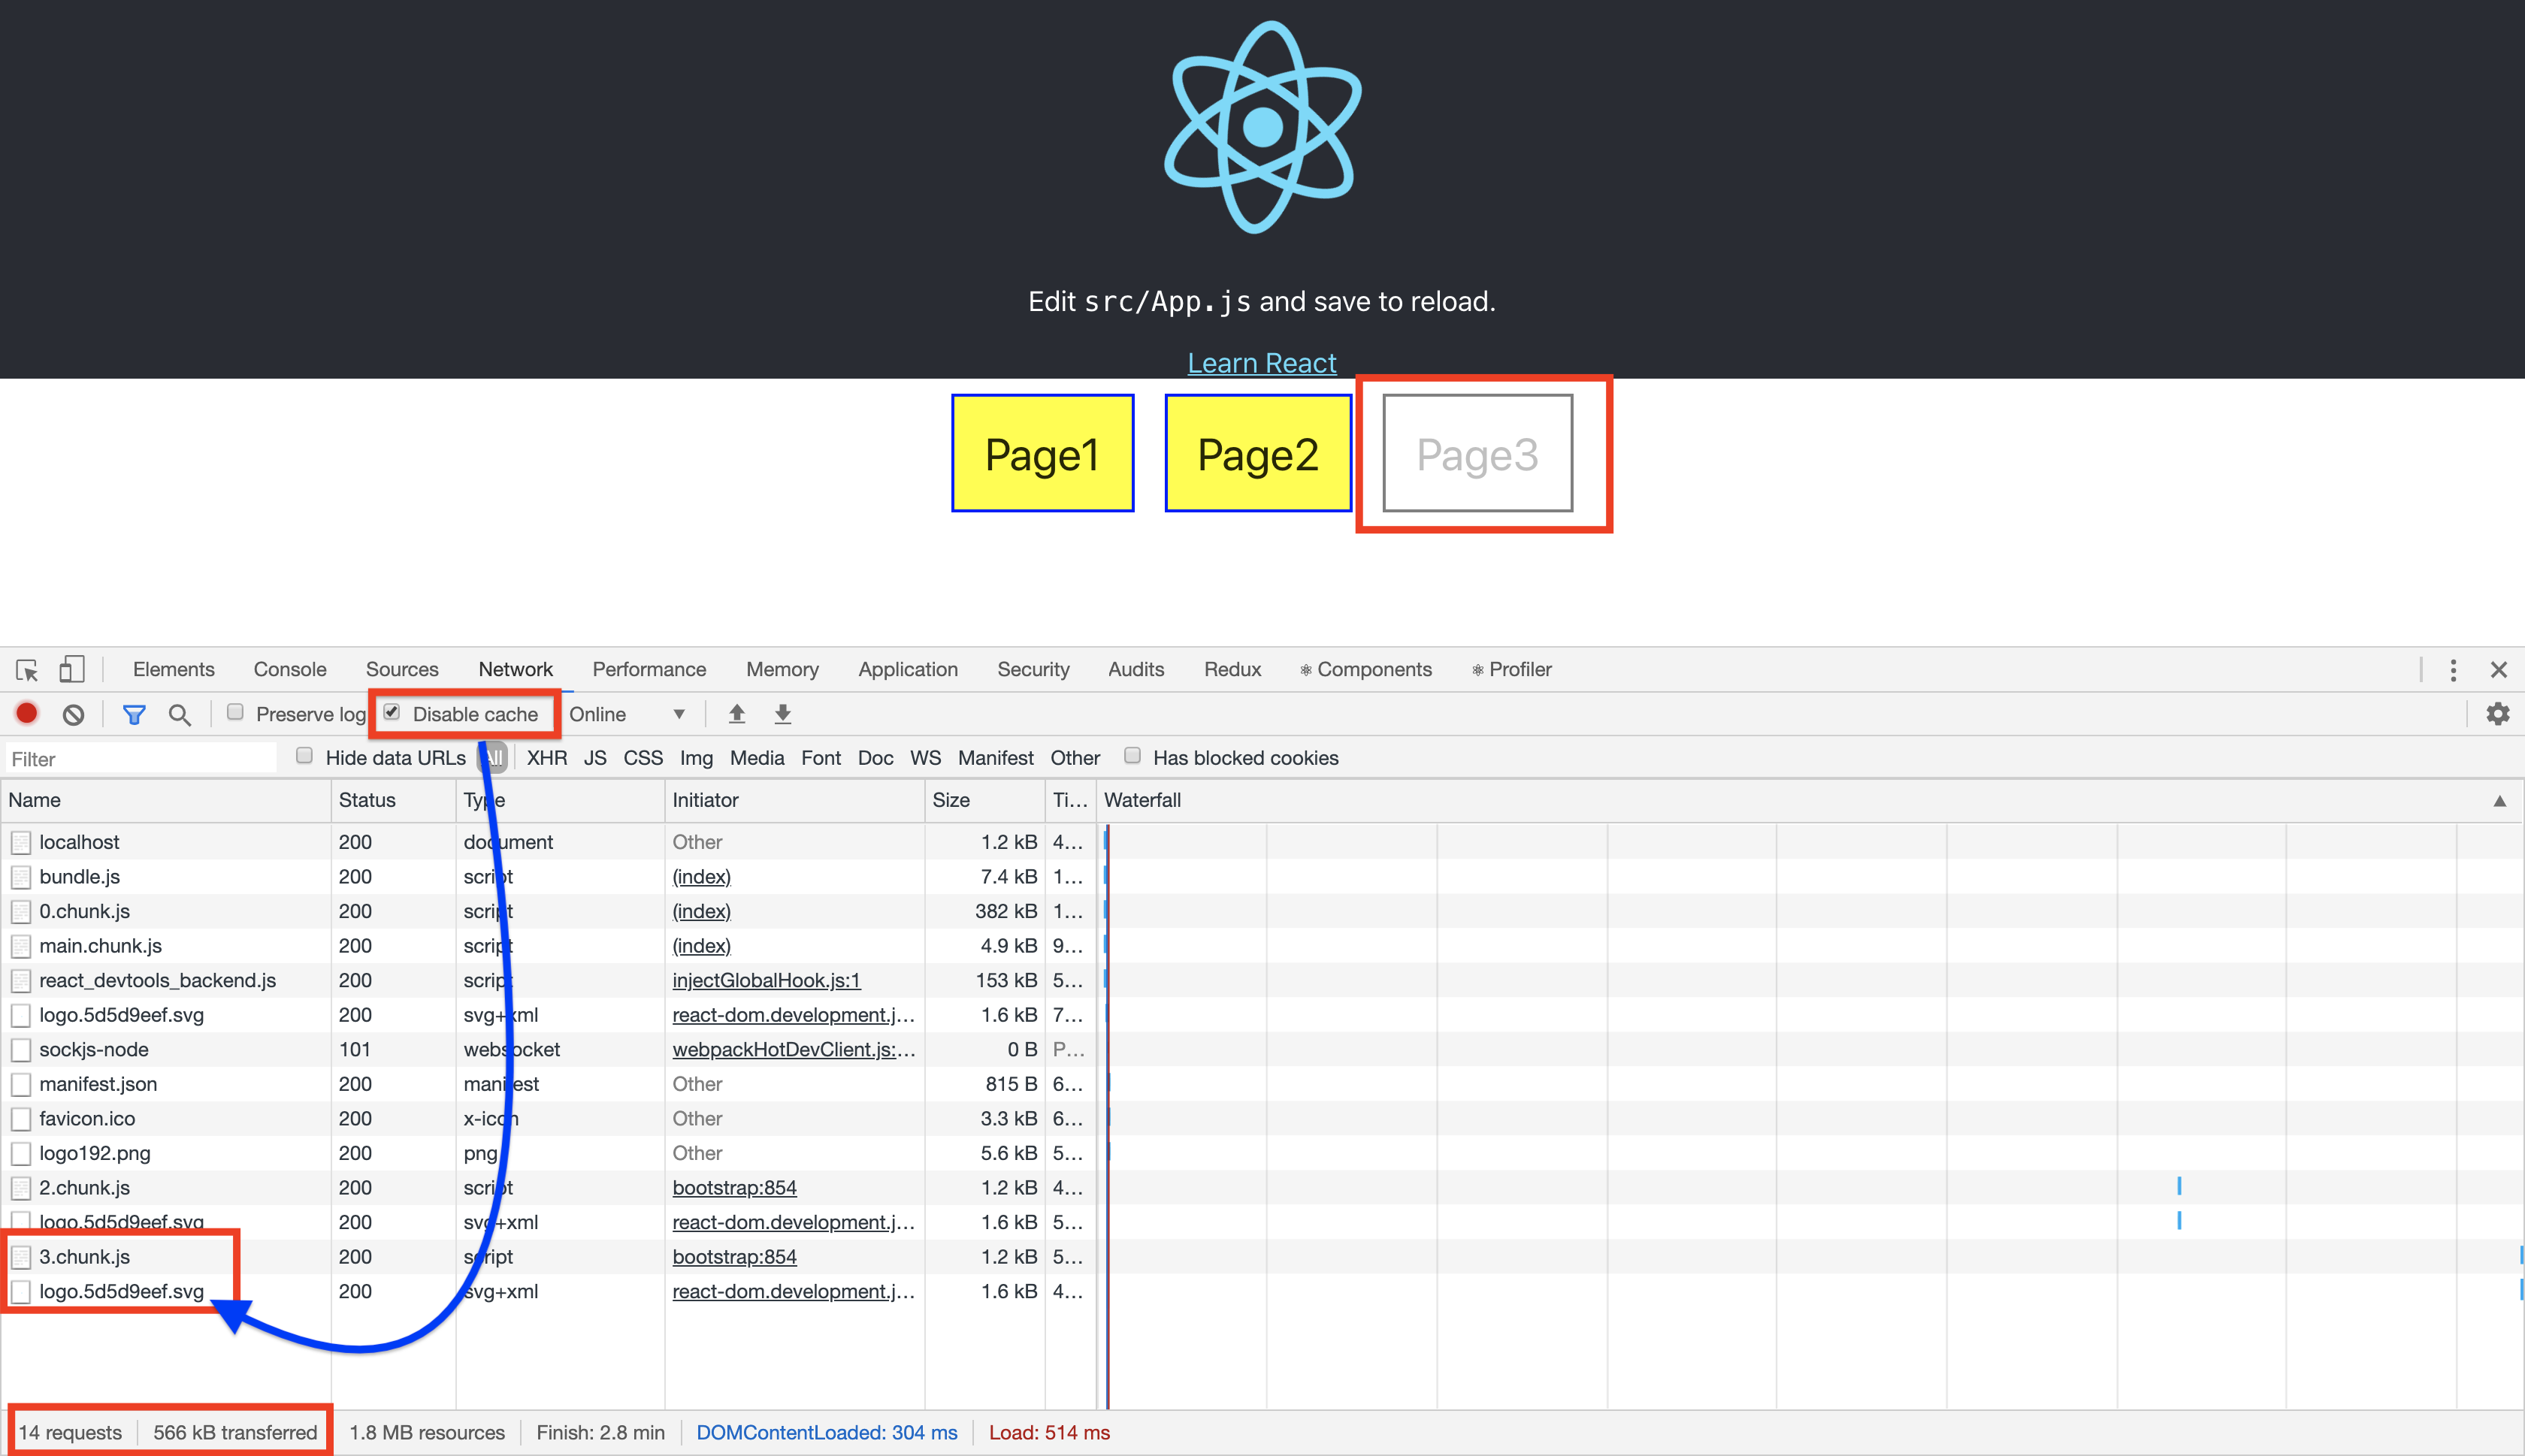 Edit src/App.js and save to reload.
Learn React
Page1 Page2 Page3
Elements Console Sources Network Performance Memory Application Security Audits Redux ⚛ Components ⚛ Profiler
Preserve log Disable cache Online
Filter Hide data URLs All XHR JS CSS Img Media Font Doc WS Manifest Other Has blocked cookies
Name Status Type Initiator Size Ti... Waterfall
localhost 200 document Other 1.2 kB 4...
bundle.js 200 script (index) 7.4 kB 1...
0.chunk.js 200 script (index) 382 kB 1...
main.chunk.js 200 script (index) 4.9 kB 9...
react_devtools_backend.js 200 script injectGlobalHook.js:1 153 kB 5...
logo.5d5d9eef.svg 200 svg+xml react-dom.development.j... 1.6 kB 7...
sockjs-node 101 websocket webpackHotDevClient.js:... 0 B P...
manifest.json 200 manifest Other 815 B 6...
favicon.ico 200 x-icon Other 3.3 kB 6...
logo192.png 200 png Other 5.6 kB 5...
2.chunk.js 200 script bootstrap:854 1.2 kB 4...
logo.5d5d9eef.svg 200 svg+xml react-dom.development.j... 1.6 kB 5...
3.chunk.js 200 script bootstrap:854 1.2 kB 5...
logo.5d5d9eef.svg 200 svg+xml react-dom.development.j... 1.6 kB 4...
14 requests 566 kB transferred 1.8 MB resources Finish: 2.8 min DOMContentLoaded: 304 ms Load: 514 ms